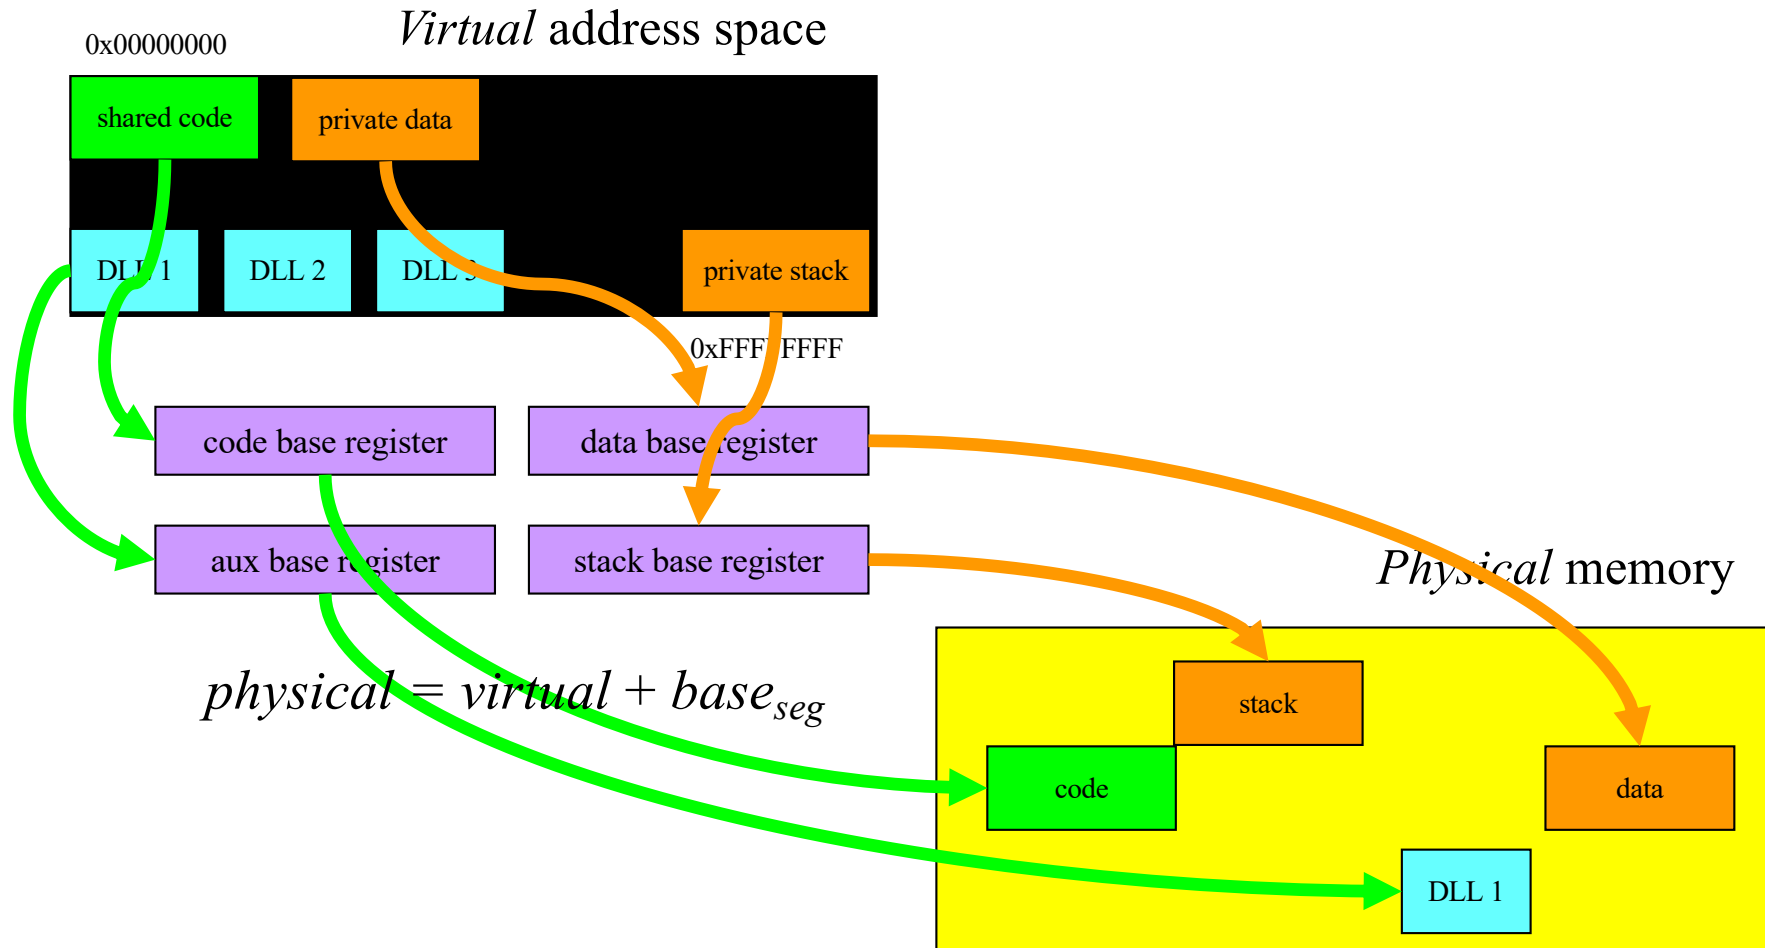 Virtual address space
0x00000000
shared code
private data
DLL 1
DLL 2
DLL 3
private stack
0xFFFFFFFF
code base register
data base register
aux base register
stack base register
Physical memory
physical = virtual + base_seg
stack
code
data
DLL 1